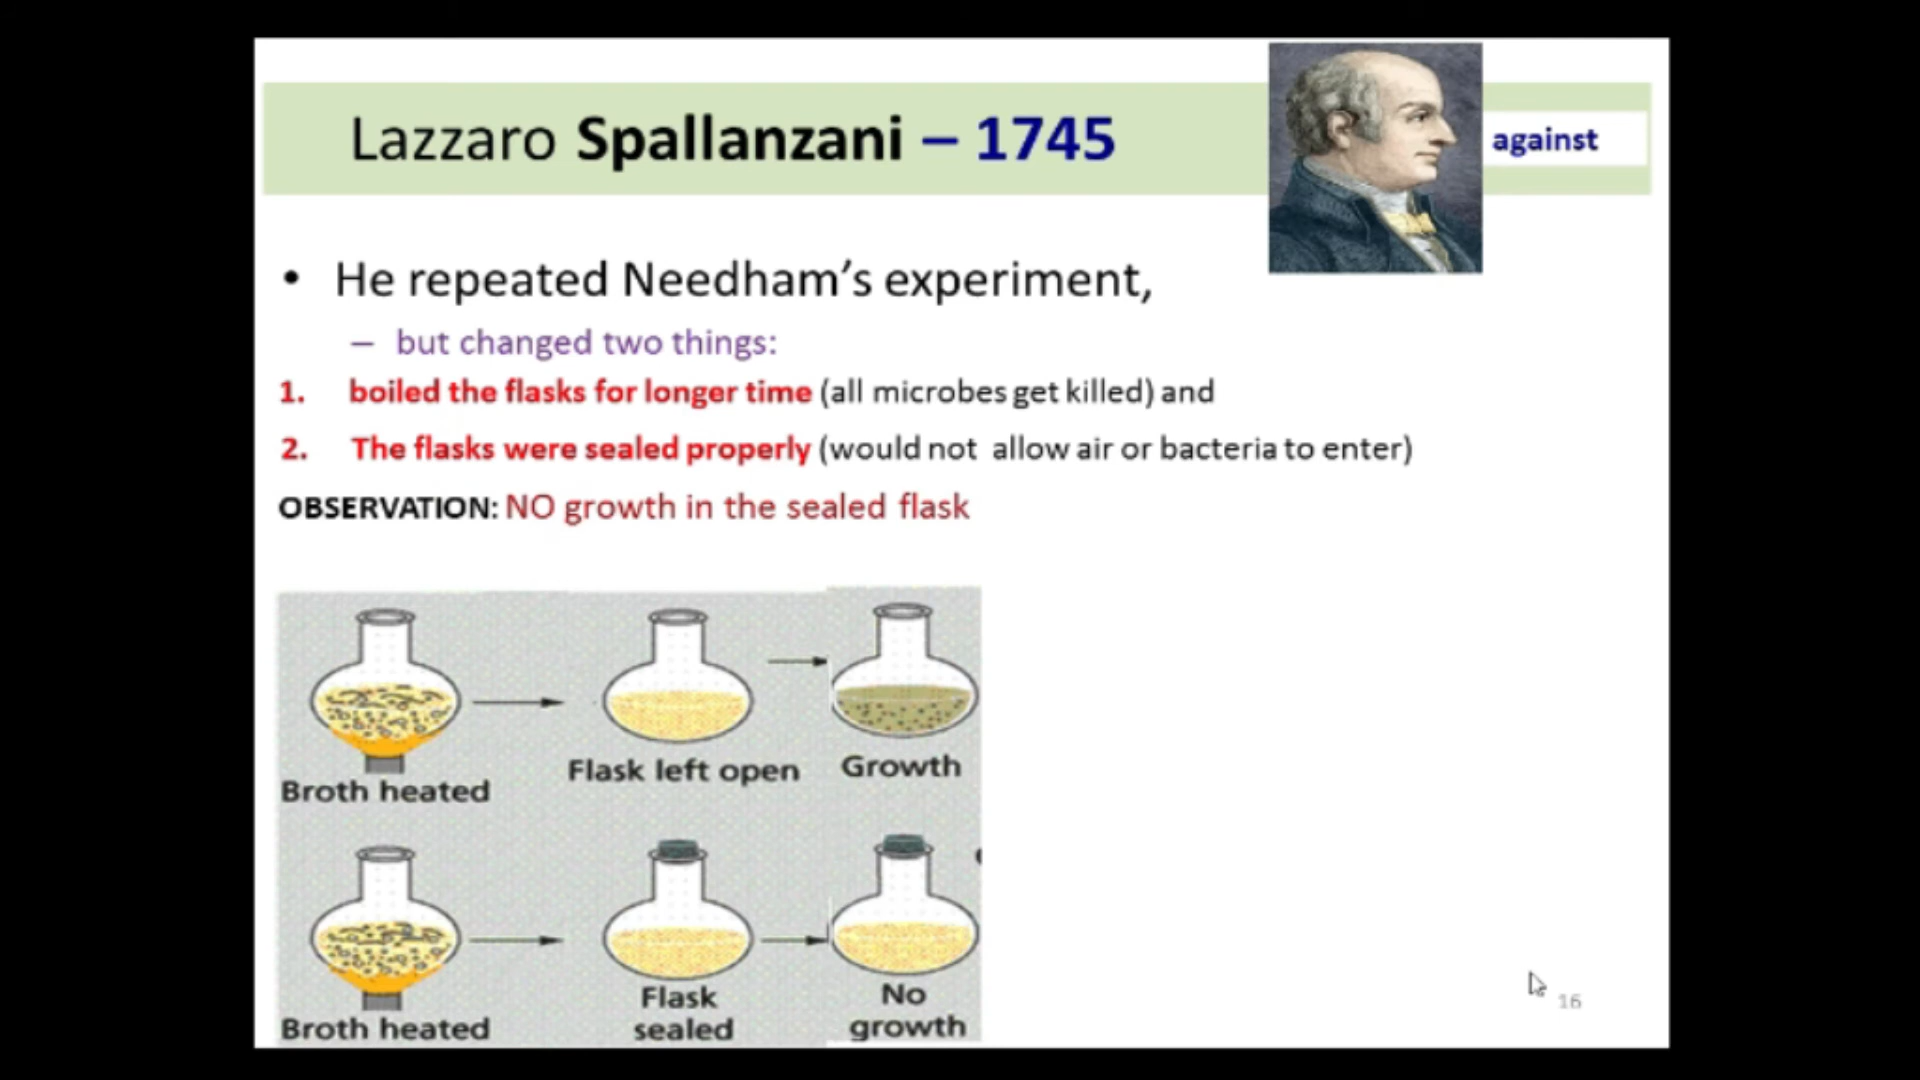 Lazzaro Spallanzani – 1745
against
• He repeated Needham's experiment,
– but changed two things:
1. boiled the flasks for longer time (all microbes get killed) and
2. The flasks were sealed properly (would not allow air or bacteria to enter)
OBSERVATION: NO growth in the sealed flask
Broth heated
Flask left open
Growth
Broth heated
Flask
sealed
No
growth
16